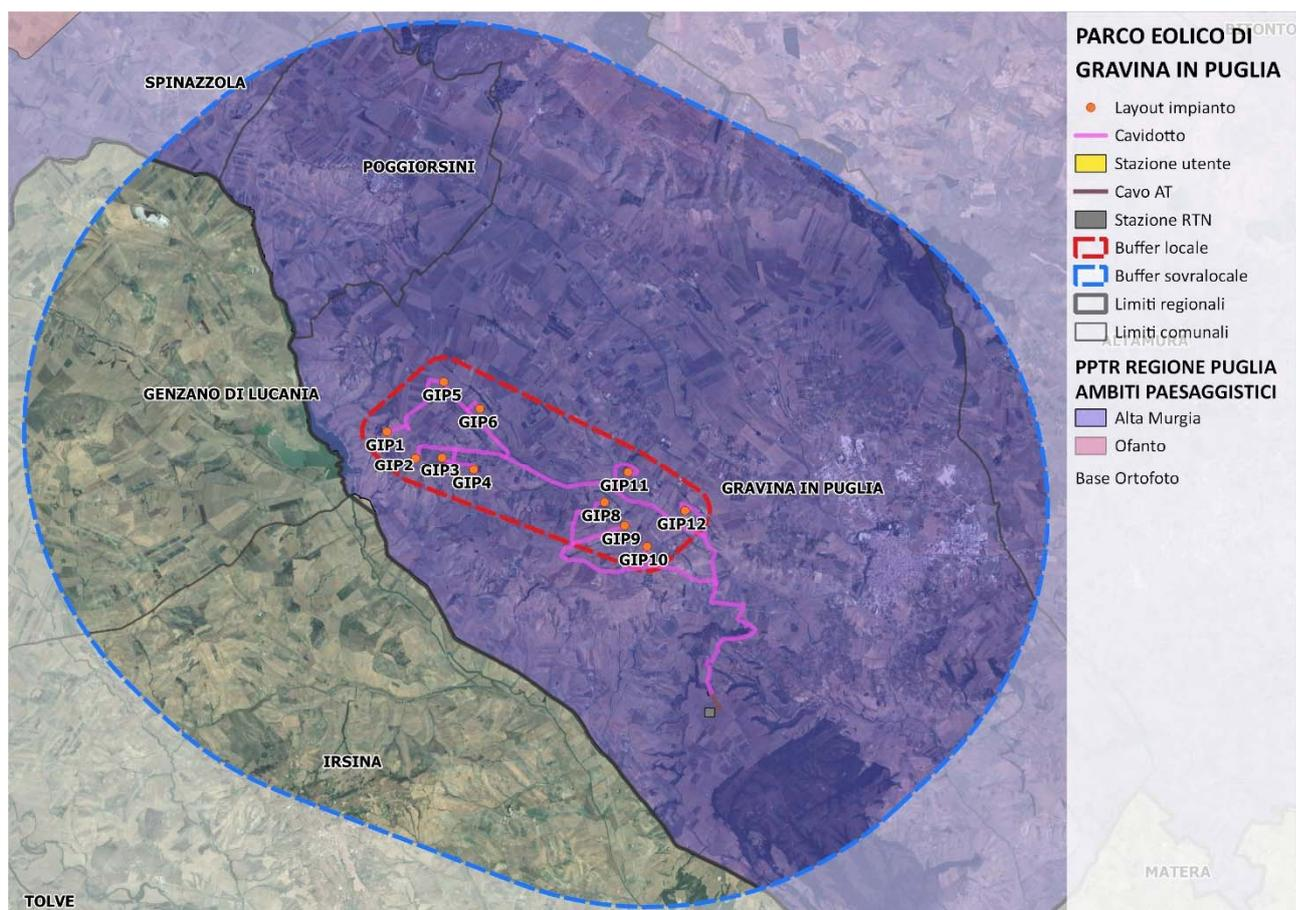 SPINAZZOLA
POGGIORSINI
GENZANO DI LUCANIA
GIP5
GIP6
GIP1
GIP2
GIP3
GIP4
GIP11
GRAVINA IN PUGLIA
GIP8
GIP12
GIP9
GIP10
IRSINA
TOLVE
BITONTO
PARCO EOLICO DI
GRAVINA IN PUGLIA
Layout impianto
Cavidotto
Stazione utente
Cavo AT
Stazione RTN
Buffer locale
Buffer sovralocale
Limiti regionali
Limiti comunali
ALTAMURA
PPTR REGIONE PUGLIA
AMBITI PAESAGGISTICI
Alta Murgia
Ofanto
Base Ortofoto
MATERA